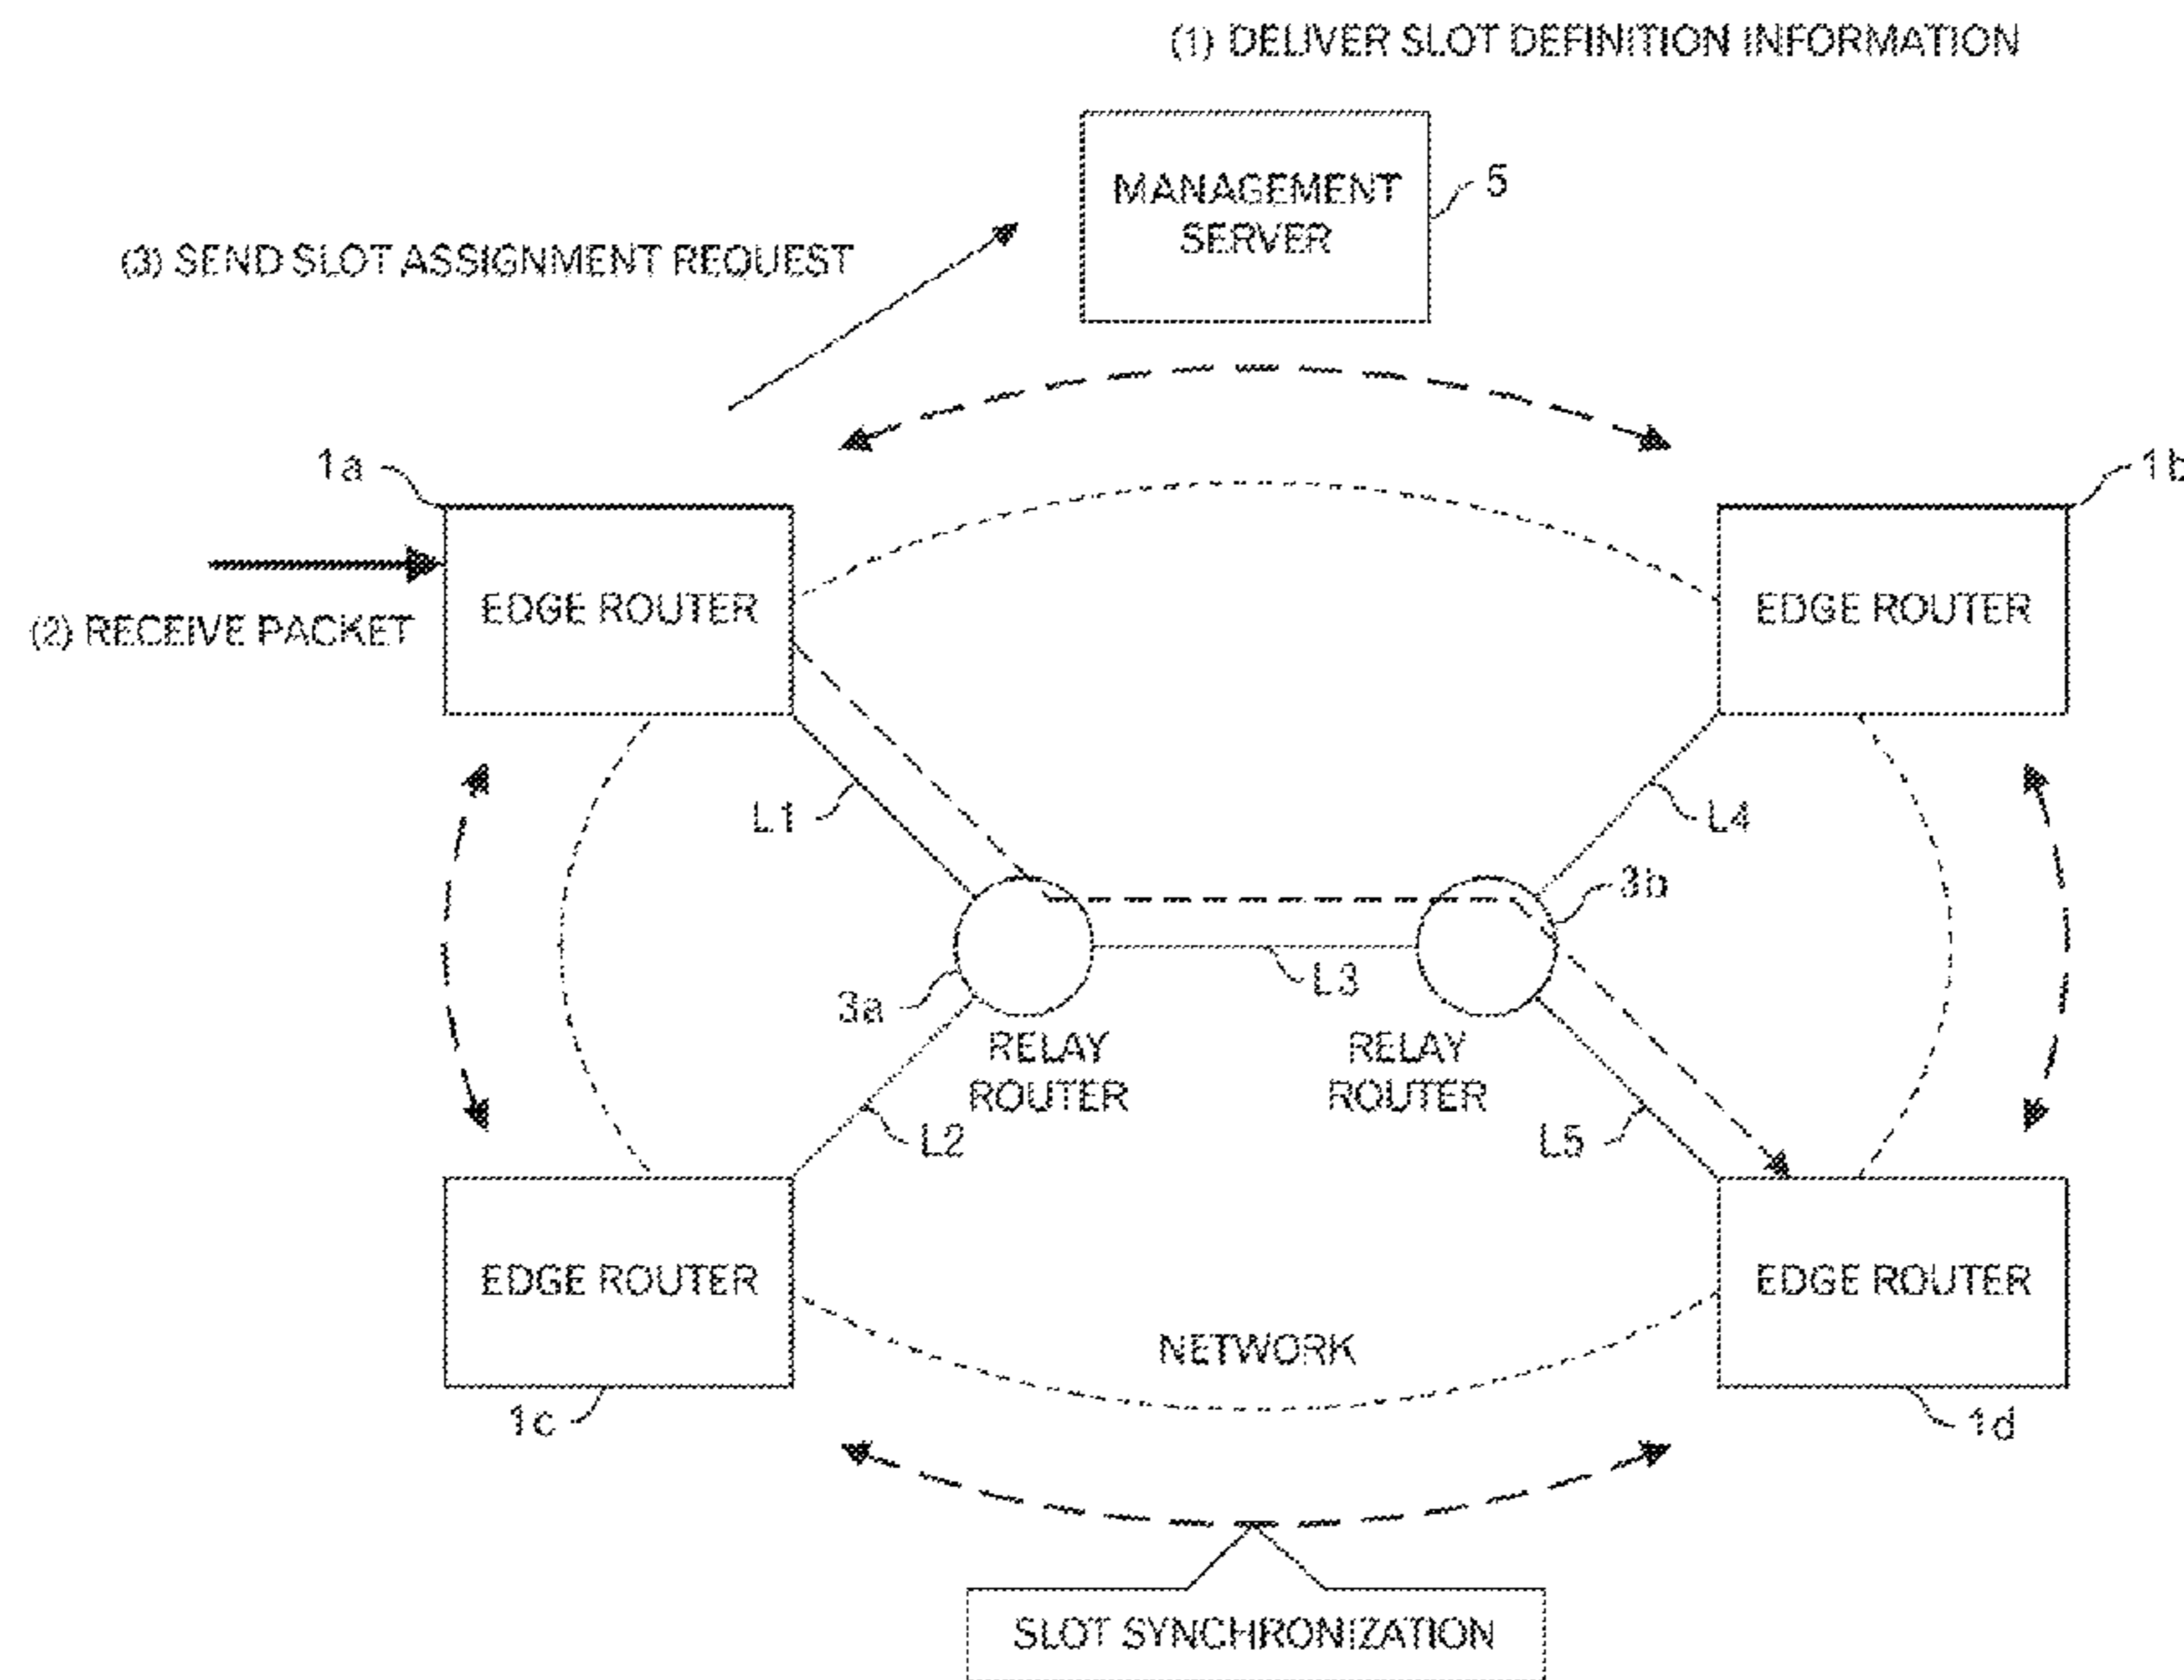 (1) DELIVER SLOT DEFINITION INFORMATION
MANAGEMENT
SERVER
5
(3) SEND SLOT ASSIGNMENT REQUEST
1a
1b
EDGE ROUTER
EDGE ROUTER
(2) RECEIVE PACKET
L1
L4
3b
3a
L3
RELAY
ROUTER
RELAY
ROUTER
L2
L5
EDGE ROUTER
EDGE ROUTER
NETWORK
1c
1d
SLOT SYNCHRONIZATION